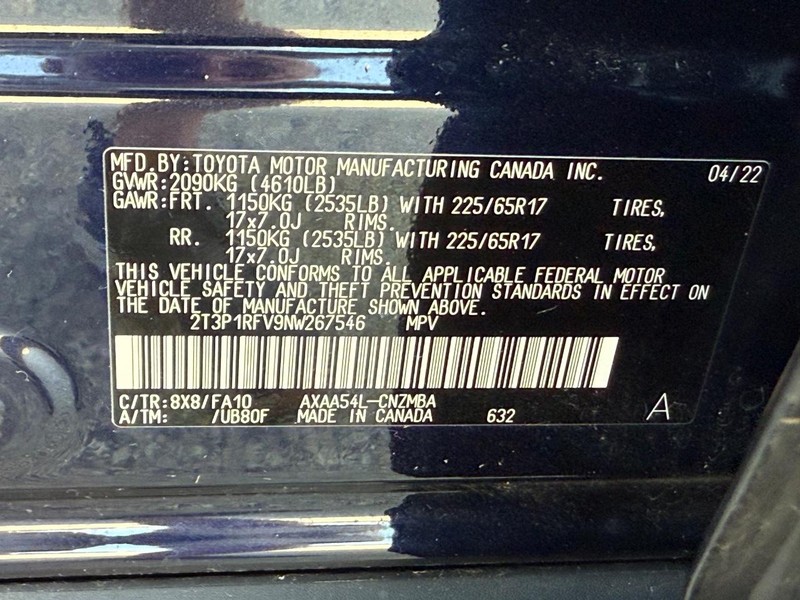 MFD.BY:TOYOTA MOTOR MANUFACTURING CANADA INC. 04/22
GVWR:2090KG (4610LB)
GAWR:FRT. 1150KG (2535LB) WITH 225/65R17 TIRES,
17x7.0J RIMS.
RR. 1150KG (2535LB) WITH 225/65R17 TIRES,
17x7.0J RIMS.
THIS VEHICLE CONFORMS TO ALL APPLICABLE FEDERAL MOTOR
VEHICLE SAFETY AND THEFT PREVENTION STANDARDS IN EFFECT ON
THE DATE OF MANUFACTURE SHOWN ABOVE.
2T3P1RFV9NW267546 MPV
C/TR:8X8/FA10 AXAA54L-CNZMBA
A/TM: /UB80F MADE IN CANADA 632 A